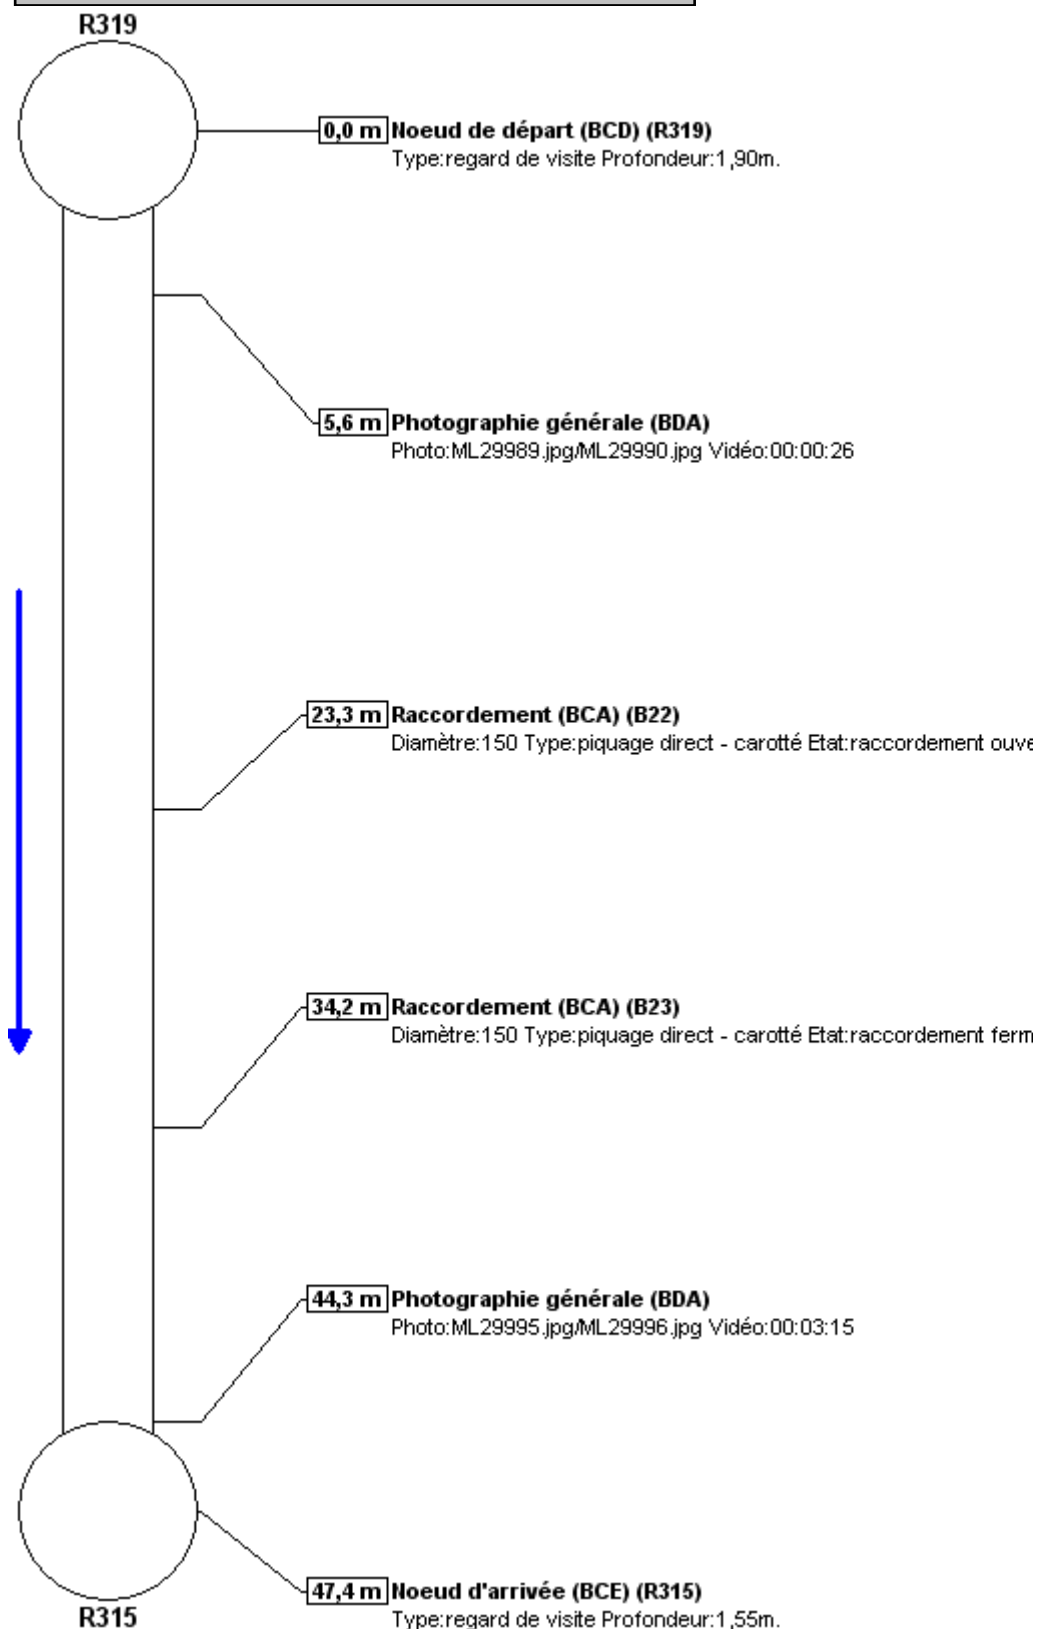 R319
0,0 m Noeud de départ (BCD) (R319)
Type:regard de visite Profondeur:1,90m.
5,6 m Photographie générale (BDA)
Photo:ML29989.jpg/ML29990.jpg Vidéo:00:00:26
23,3 m Raccordement (BCA) (B22)
Diamètre:150 Type:piquage direct - carotté Etat:raccordement ouve
34,2 m Raccordement (BCA) (B23)
Diamètre:150 Type:piquage direct - carotté Etat:raccordement ferm
44,3 m Photographie générale (BDA)
Photo:ML29995.jpg/ML29996.jpg Vidéo:00:03:15
47,4 m Noeud d'arrivée (BCE) (R315)
Type:regard de visite Profondeur:1,55m.
R315